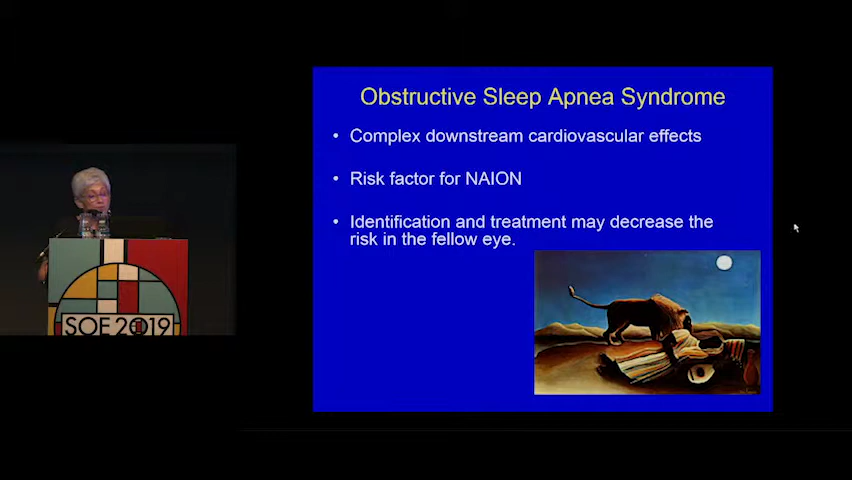 Obstructive Sleep Apnea Syndrome
• Complex downstream cardiovascular effects
• Risk factor for NAION
• Identification and treatment may decrease the
risk in the fellow eye.
SOE 2019